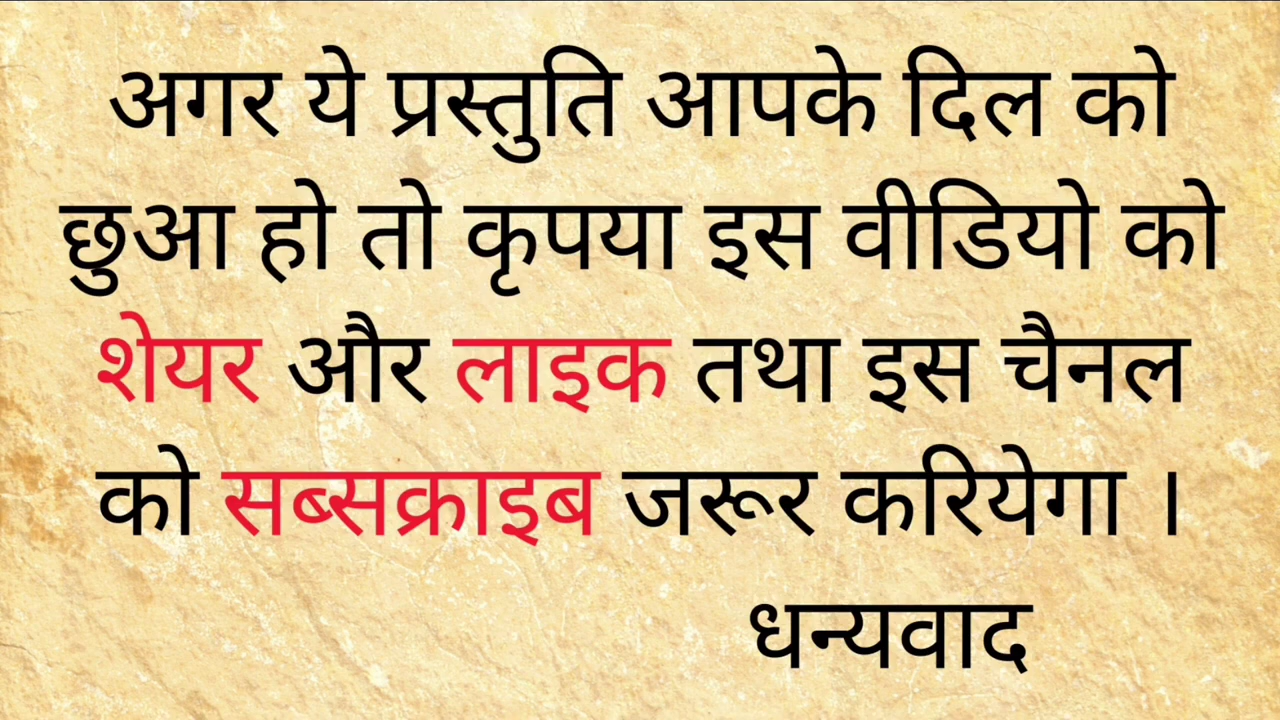 अगर ये प्रस्तुति आपके दिल को
छुआ हो तो कृपया इस वीडियो को
शेयर और लाइक तथा इस चैनल
को सब्सक्राइब जरूर करियेगा ।
धन्यवाद